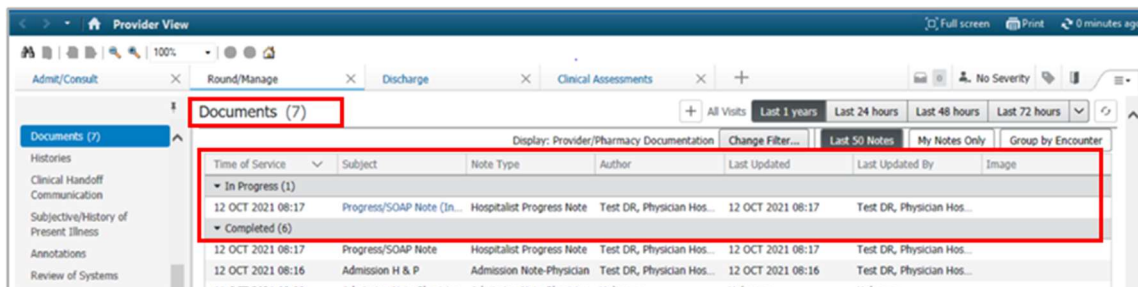 Provider View Full screen Print 0 minutes ago
100%
Admit/Consult Round/Manage Discharge Clinical Assessments No Severity
Documents (7) All Visits Last 1 years Last 24 hours Last 48 hours Last 72 hours
Documents (7) Display: Provider/Pharmacy Documentation Change Filter... Last 50 Notes My Notes Only Group by Encounter
Histories Time of Service Subject Note Type Author Last Updated Last Updated By Image
Clinical Handoff
Communication
In Progress (1)
12 OCT 2021 08:17 Progress/SOAP Note (In... Hospitalist Progress Note Test DR, Physician Hos... 12 OCT 2021 08:17 Test DR, Physician Hos...
Subjective/History of
Present Illness
Completed (6)
Annotations 12 OCT 2021 08:17 Progress/SOAP Note Hospitalist Progress Note Test DR, Physician Hos... 12 OCT 2021 08:17 Test DR, Physician Hos...
Review of Systems 12 OCT 2021 08:16 Admission H & P Admission Note-Physician Test DR, Physician Hos... 12 OCT 2021 08:16 Test DR, Physician Hos...